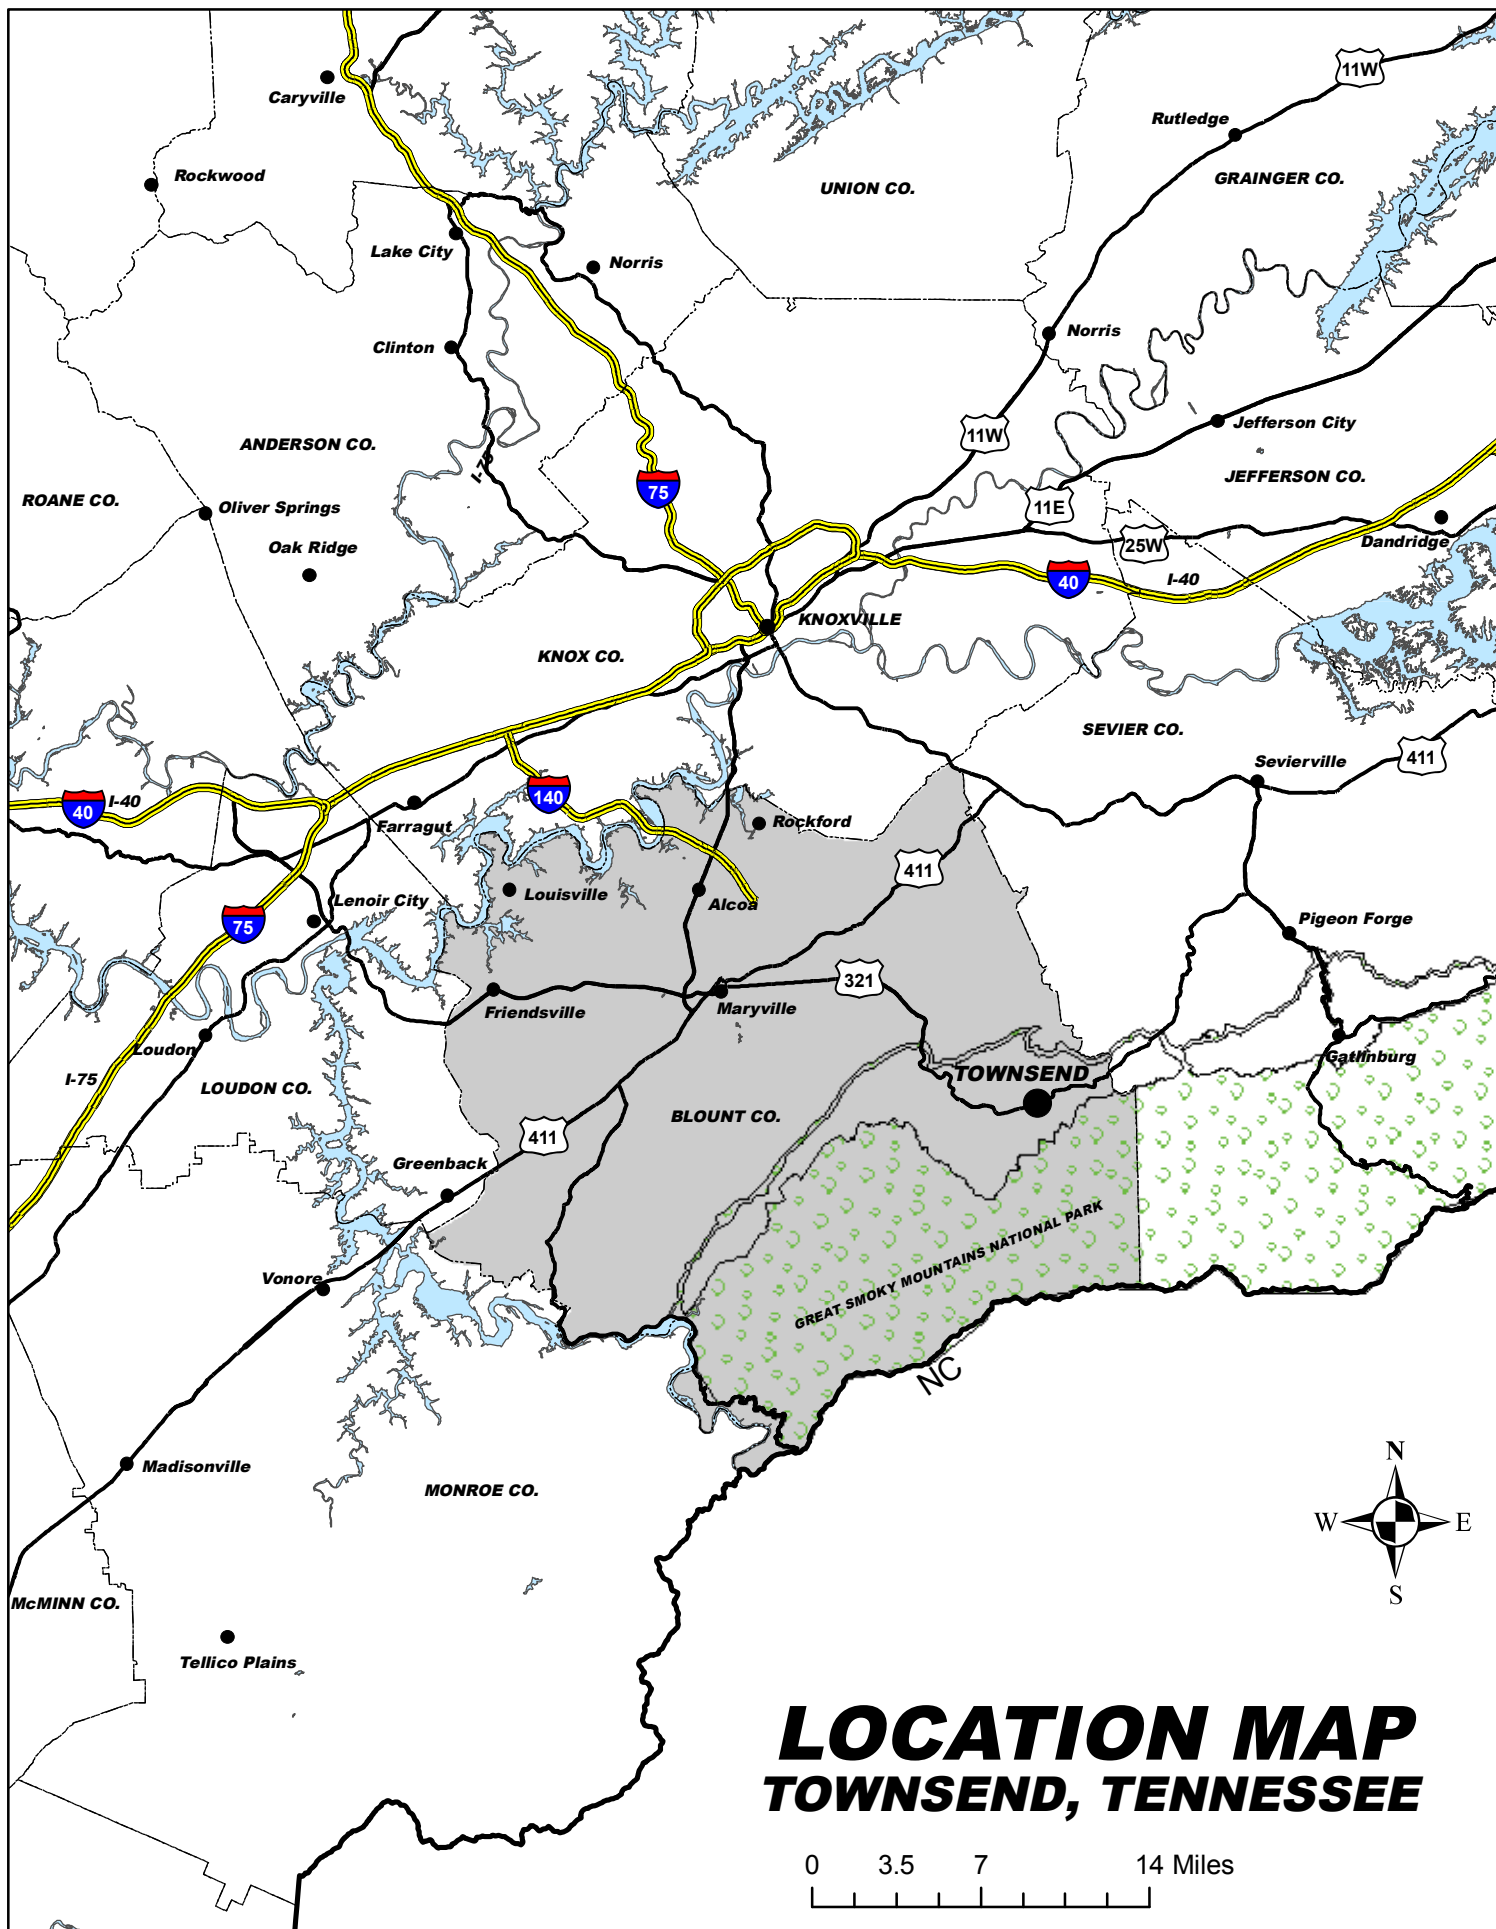 11W
Caryville
Rutledge
Rockwood
GRAINGER CO.
UNION CO.
Lake City
Norris
Norris
Clinton
Jefferson City
11W
ANDERSON CO.
I-75
JEFFERSON CO.
75
ROANE CO.
11E
Oliver Springs
25W
Dandridge
Oak Ridge
40
I-40
KNOXVILLE
KNOX CO.
SEVIER CO.
411
Sevierville
140
40
I-40
Farragut
Rockford
411
Louisville
Lenoir City
Alcoa
75
Pigeon Forge
321
Friendsville
Maryville
Loudon
Gatlinburg
I-75
TOWNSEND
LOUDON CO.
BLOUNT CO.
411
Greenback
GREAT SMOKY MOUNTAINS NATIONAL PARK
Vonore
NC
N
Madisonville
MONROE CO.
W
E
S
McMINN CO.
Tellico Plains
LOCATION MAP
TOWNSEND, TENNESSEE
0 3.5 7 14 Miles